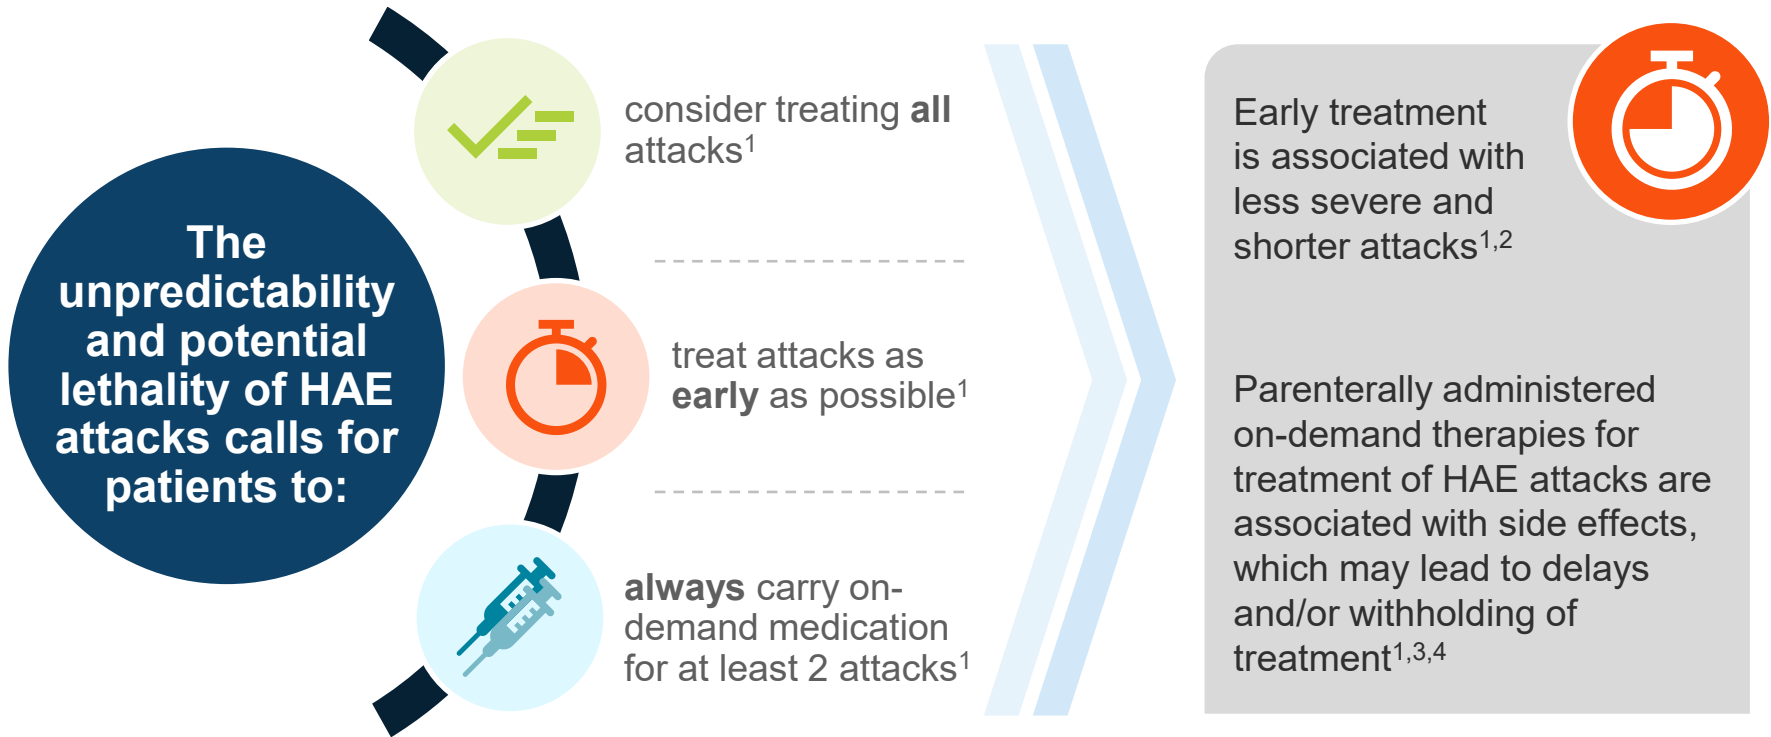 The
unpredictability
and potential
lethality of HAE
attacks calls for
patients to:
consider treating all
attacks1
treat attacks as
early as possible1
always carry on-
demand medication
for at least 2 attacks1
Early treatment
is associated with
less severe and
shorter attacks1,2
Parenterally administered
on-demand therapies for
treatment of HAE attacks are
associated with side effects,
which may lead to delays
and/or withholding of
treatment1,3,4